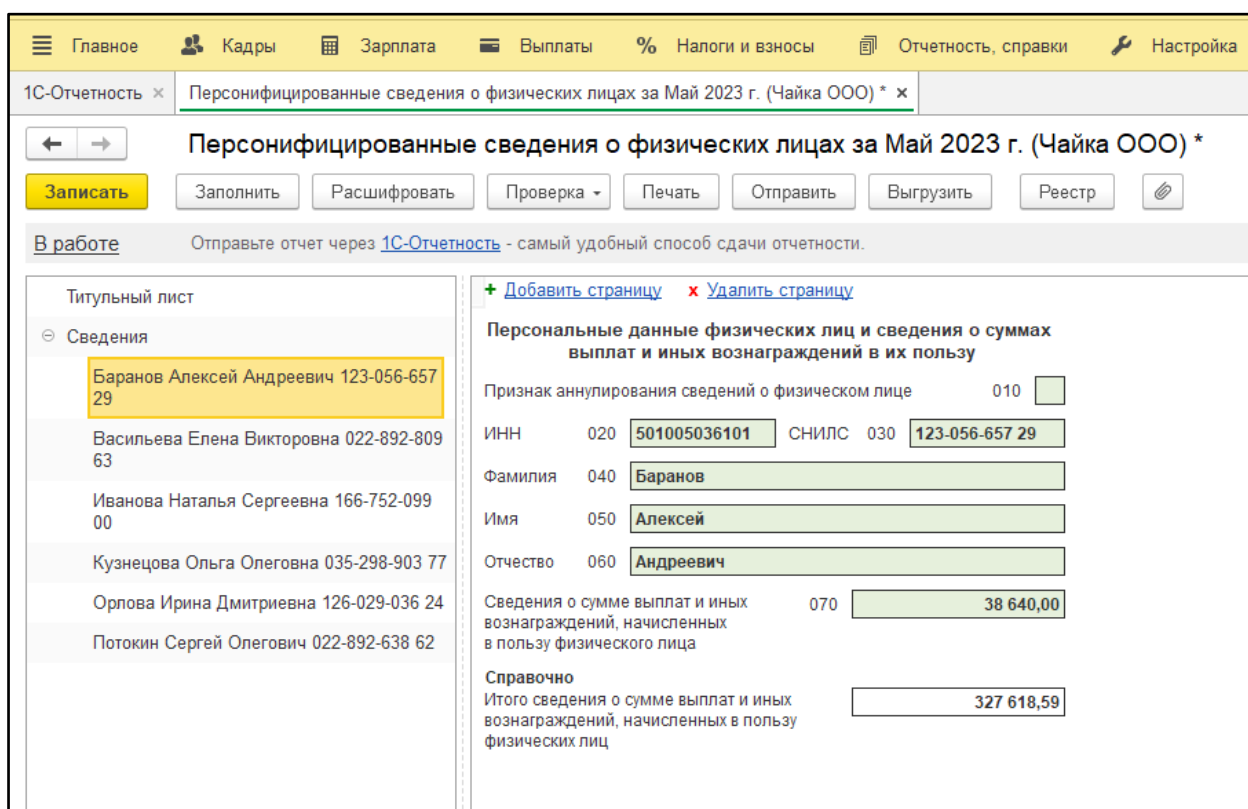 Главное Кадры Зарплата Выплаты % Налоги и взносы Отчетность, справки Настройка
1С-Отчетность × Персонифицированные сведения о физических лицах за Май 2023 г. (Чайка ООО) * ×
Персонифицированные сведения о физических лицах за Май 2023 г. (Чайка ООО) *
Записать Заполнить Расшифровать Проверка Печать Отправить Выгрузить Реестр
В работе Отправьте отчет через 1С-Отчетность - самый удобный способ сдачи отчетности.
Титульный лист
Сведения
Баранов Алексей Андреевич 123-056-657
29
Васильева Елена Викторовна 022-892-809
63
Иванова Наталья Сергеевна 166-752-099
00
Кузнецова Ольга Олеговна 035-298-903 77
Орлова Ирина Дмитриевна 126-029-036 24
Потокин Сергей Олегович 022-892-638 62
+ Добавить страницу x Удалить страницу
Персональные данные физических лиц и сведения о суммах
выплат и иных вознаграждений в их пользу
Признак аннулирования сведений о физическом лице 010
ИНН 020 501005036101 СНИЛС 030 123-056-657 29
Фамилия 040 Баранов
Имя 050 Алексей
Отчество 060 Андреевич
Сведения о сумме выплат и иных 070 38 640,00
вознаграждений, начисленных
в пользу физического лица
Справочно
Итого сведения о сумме выплат и иных 327 618,59
вознаграждений, начисленных в пользу
физических лиц